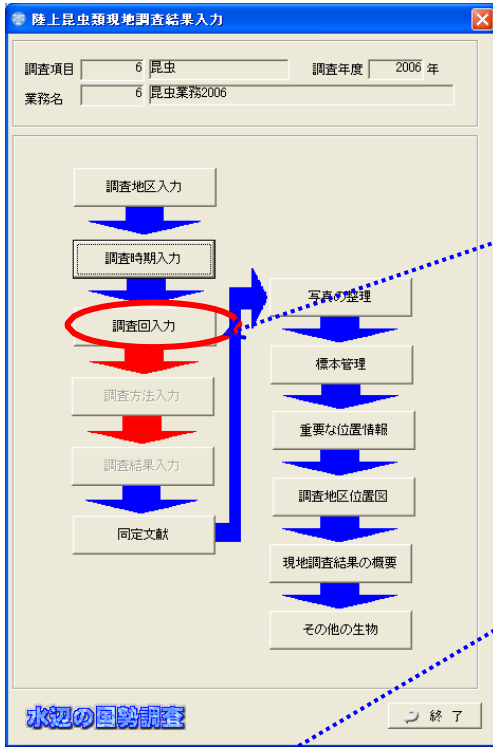 陸上昆虫類現地調査結果入力
調査項目 6 昆虫 調査年度 2006 年
業務名 6 昆虫業務2006
調査地区入力
調査時期入力
調査回入力
調査方法入力
調査結果入力
同定文献
写真の整理
標本管理
重要な位置情報
調査地区位置図
現地調査結果の概要
その他の生物
水辺の国勢調査
終 了